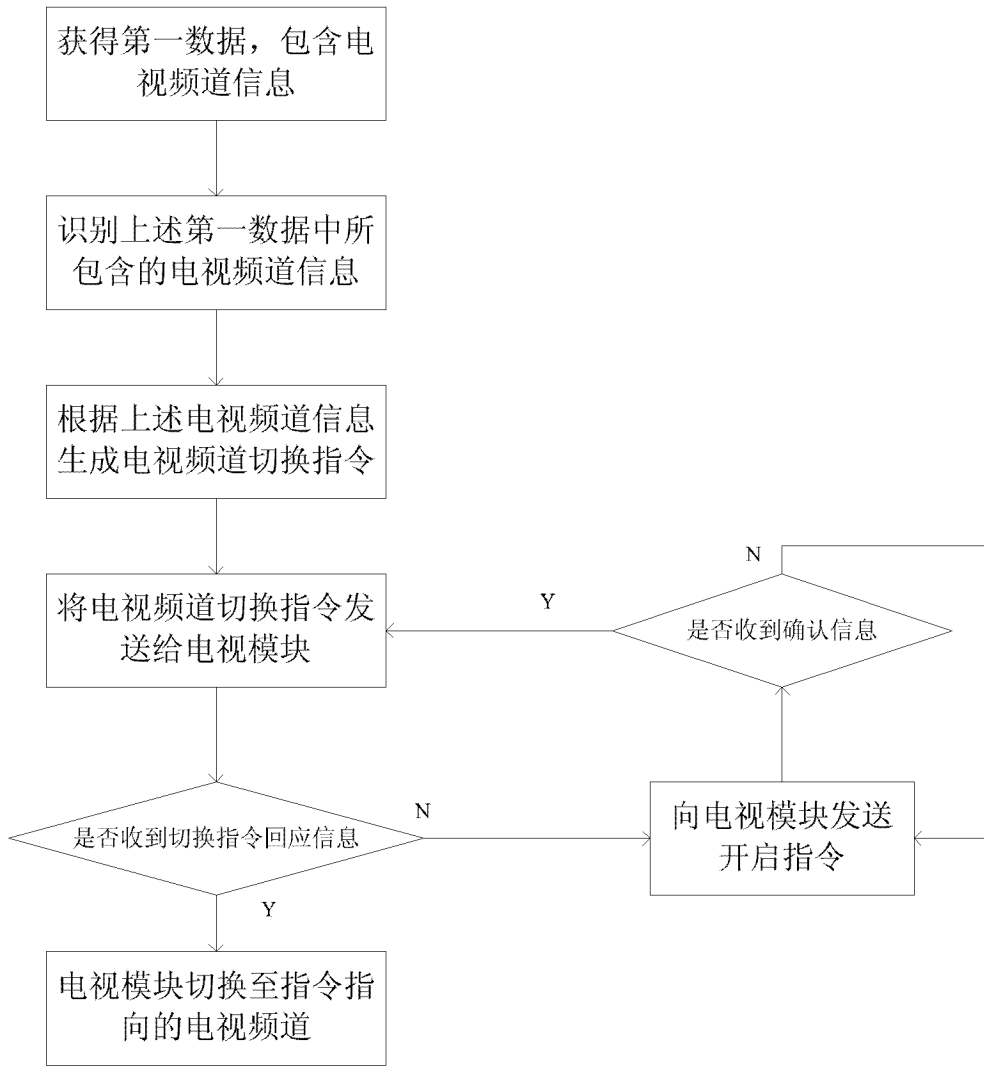 获得第一数据，包含电
视频道信息
识别上述第一数据中所
包含的电视频道信息
根据上述电视频道信息
生成电视频道切换指令
将电视频道切换指令发
送给电视模块
Y
N
是否收到确认信息
是否收到切换指令回应信息
N
向电视模块发送
开启指令
Y
电视模块切换至指令指
向的电视频道